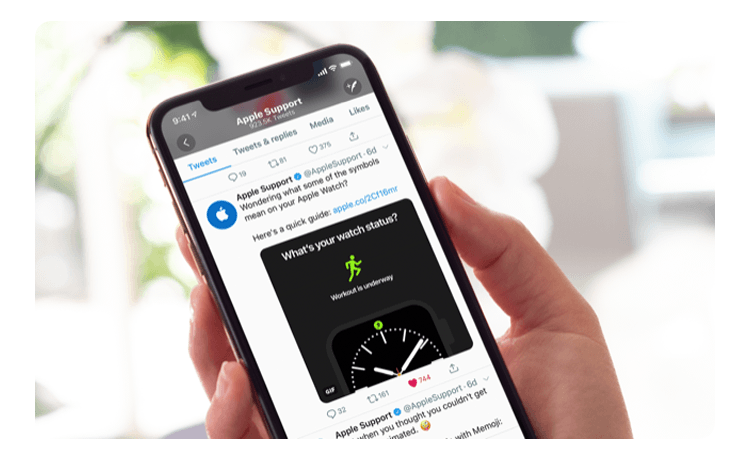 9:41
Apple Support
923.5K Tweets
Tweets
Tweets & replies
Media
Likes
19
81
375
Apple Support @AppleSupport · 6d
Wondering what some of the symbols
mean on your Apple Watch?
Here's a quick guide: apple.co/2Cf16mr
What's your watch status?
Workout is underway
GIF
32
161
744
Apple Support @AppleSupport · 6d
when you thought you couldn't get
animated. 🤣
with Memoji: